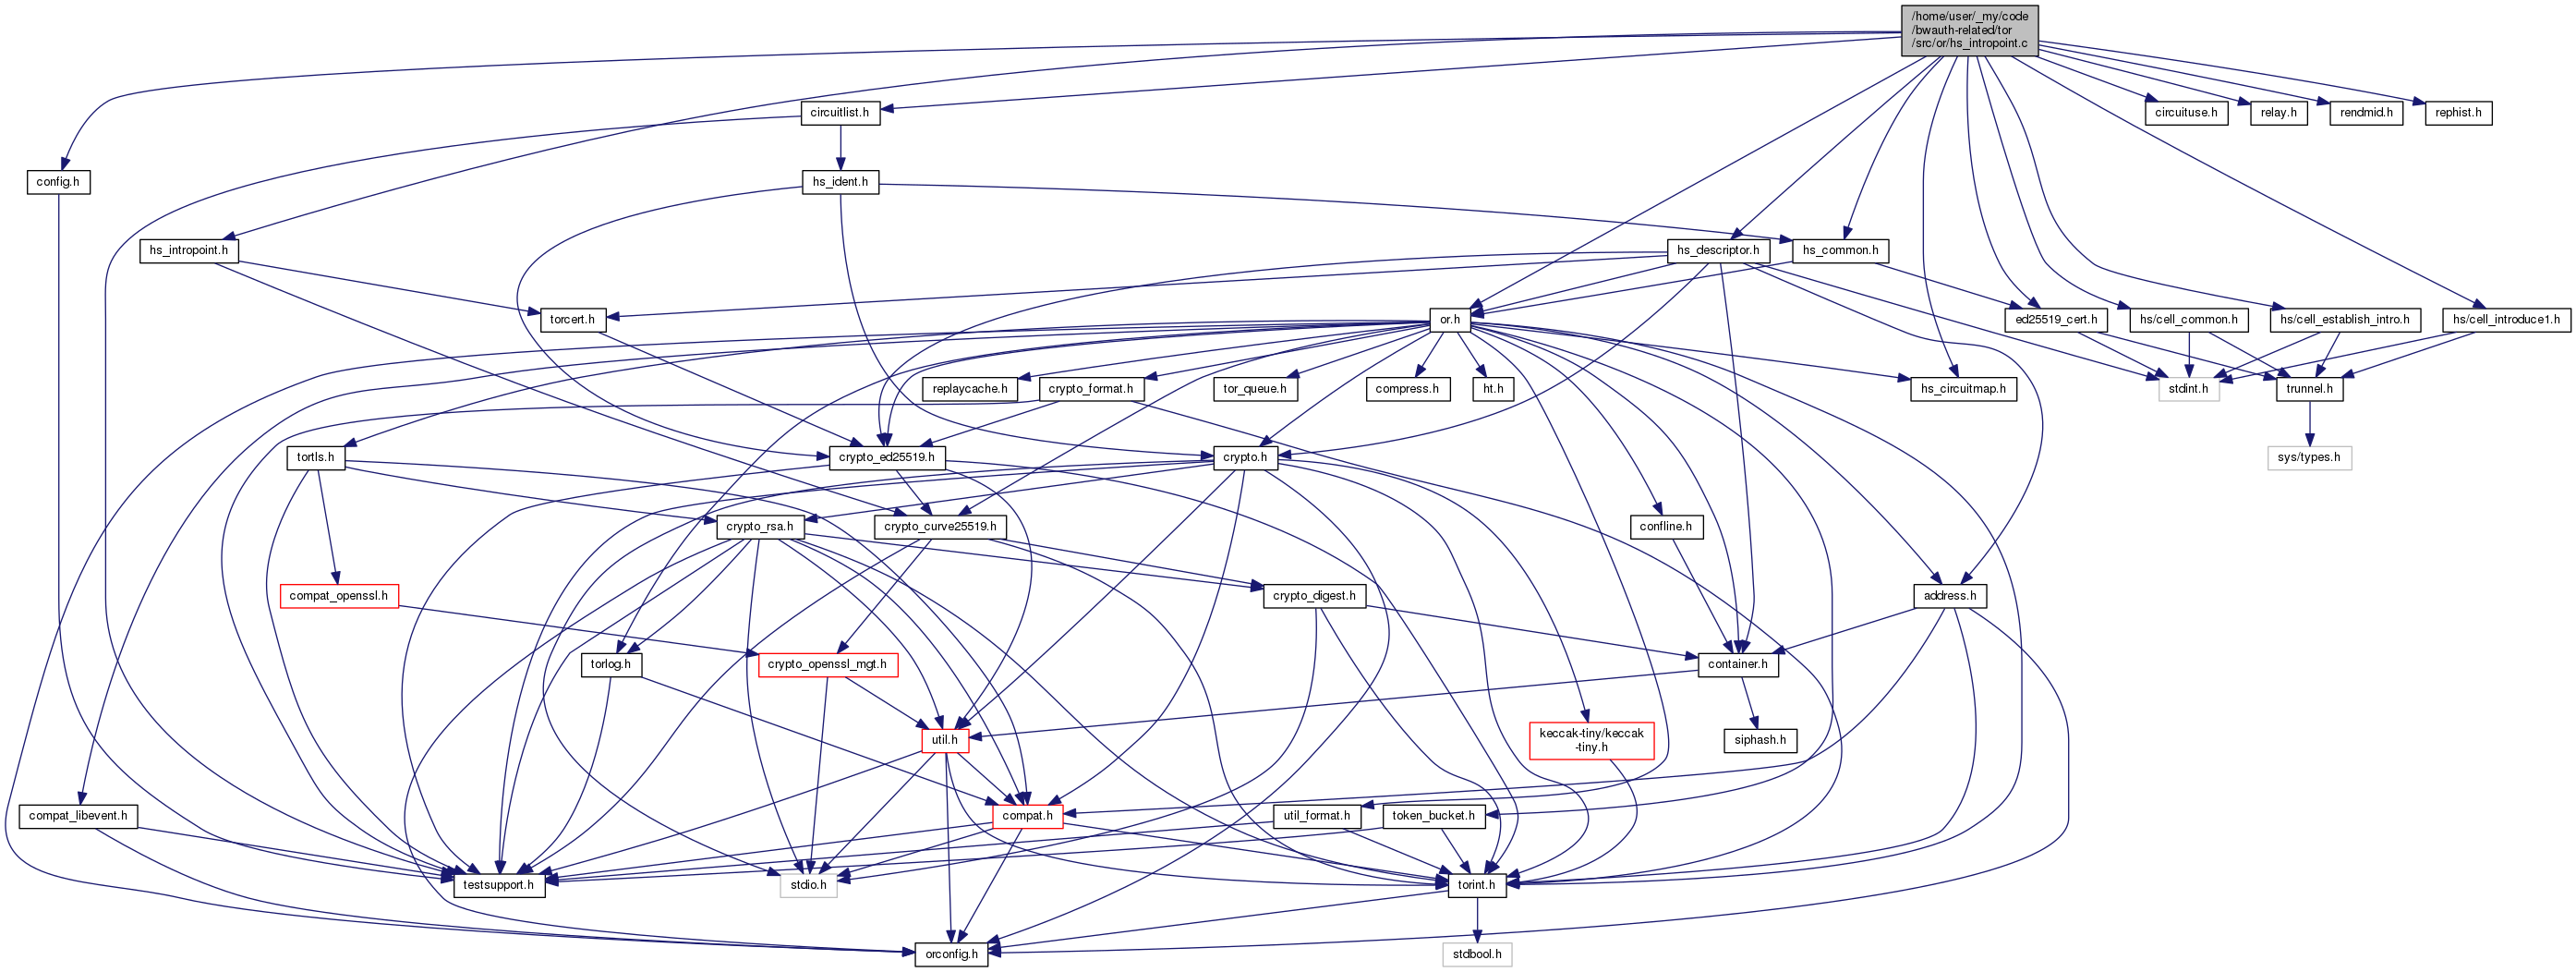 /home/user/_my/code
/bwauth-related/tor
/src/or/hs_intropoint.c
circuitlist.h
circuituse.h
relay.h
rendmid.h
rephist.h
config.h
hs_ident.h
hs_intropoint.h
hs_descriptor.h
hs_common.h
torcert.h
or.h
ed25519_cert.h
hs/cell_common.h
hs/cell_establish_intro.h
hs/cell_introduce1.h
replaycache.h
crypto_format.h
tor_queue.h
compress.h
ht.h
hs_circuitmap.h
stdint.h
trunnel.h
tortls.h
crypto_ed25519.h
crypto.h
sys/types.h
crypto_rsa.h
crypto_curve25519.h
confline.h
compat_openssl.h
crypto_digest.h
address.h
torlog.h
crypto_openssl_mgt.h
container.h
util.h
keccak-tiny/keccak
-tiny.h
siphash.h
compat_libevent.h
compat.h
util_format.h
token_bucket.h
testsupport.h
stdio.h
torint.h
orconfig.h
stdbool.h